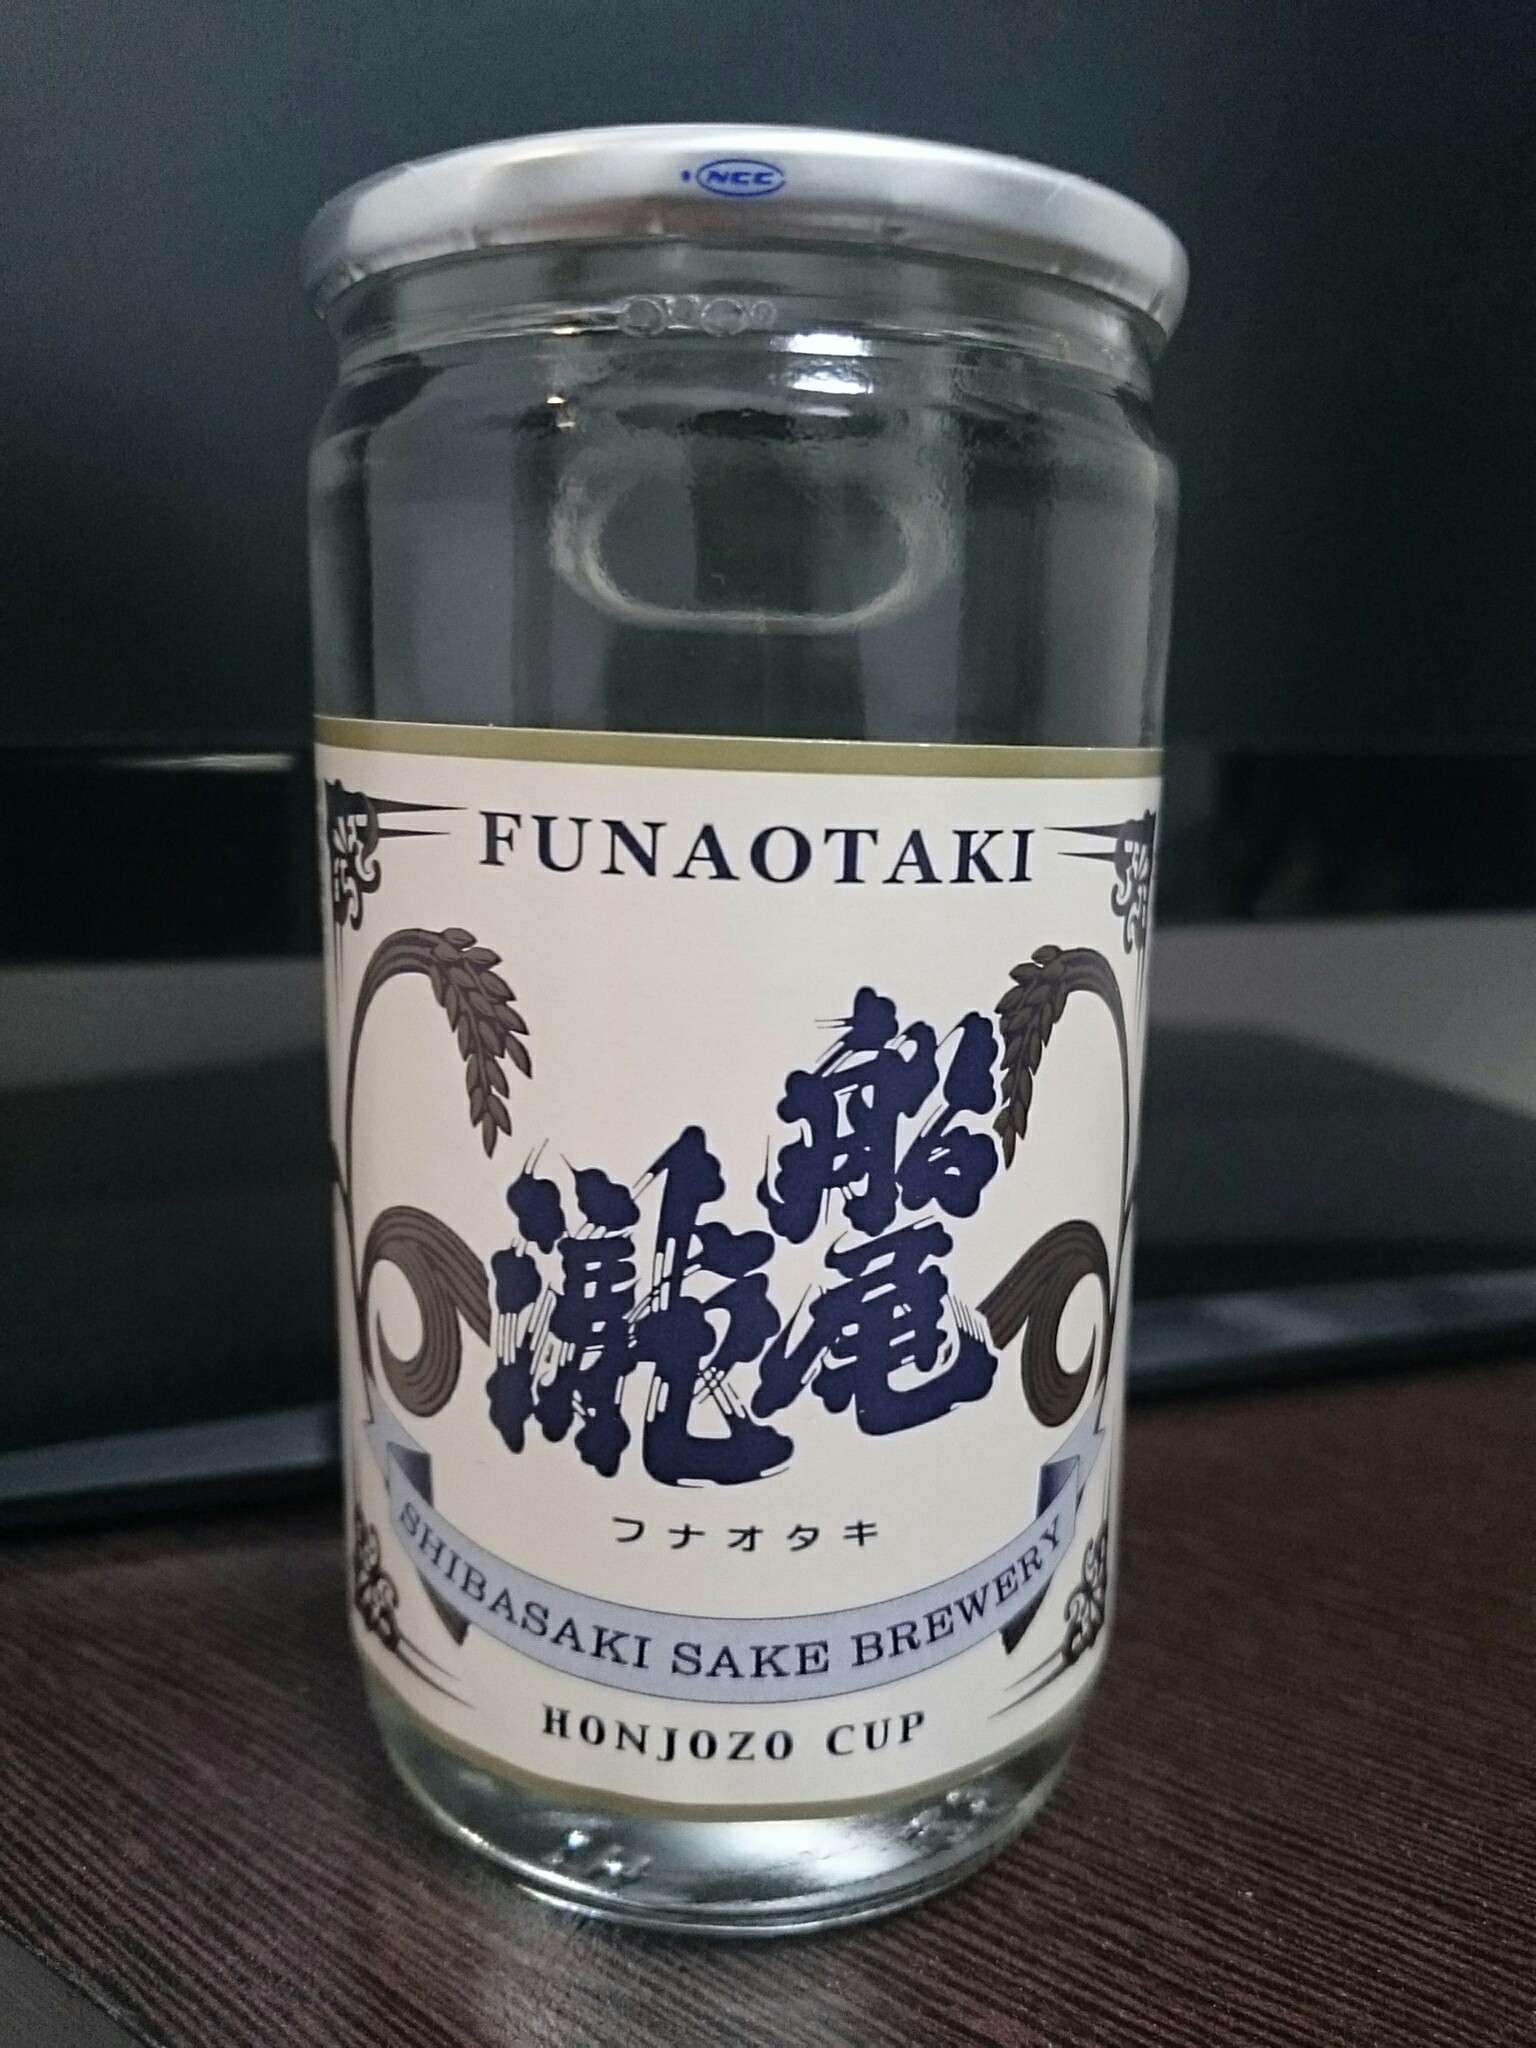 NCC
FUNAOTAKI
船尾
瀧
フナオタキ
SHIBASAKI SAKE BREWERY
HONJOZO CUP